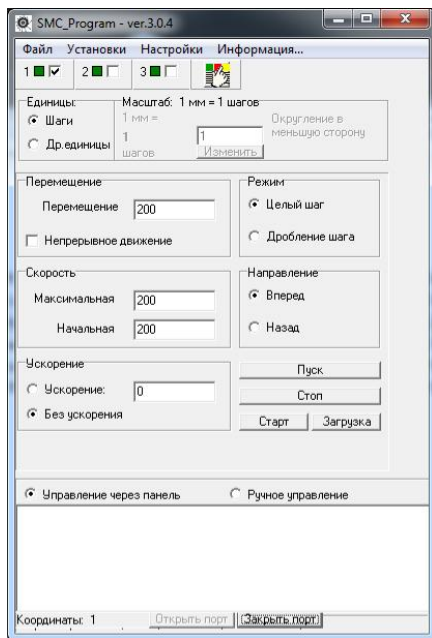 SMC_Program - ver.3.0.4
Файл Установки Настройки Информация...
1 2 3
Единицы:
Масштаб: 1 мм = 1 шагов
Шаги
Др.единицы
1 мм =
1
шагов
1
Изменить
Округление в
меньшую сторону
Перемещение
Перемещение 200
Непрерывное движение
Режим
Целый шаг
Дробление шага
Скорость
Максимальная 200
Начальная 200
Направление
Вперед
Назад
Ускорение
Ускорение: 0
Без ускорения
Пуск
Стоп
Старт Загрузка
Управление через панель Ручное управление
Координаты: 1 Открыть порт Закрыть порт